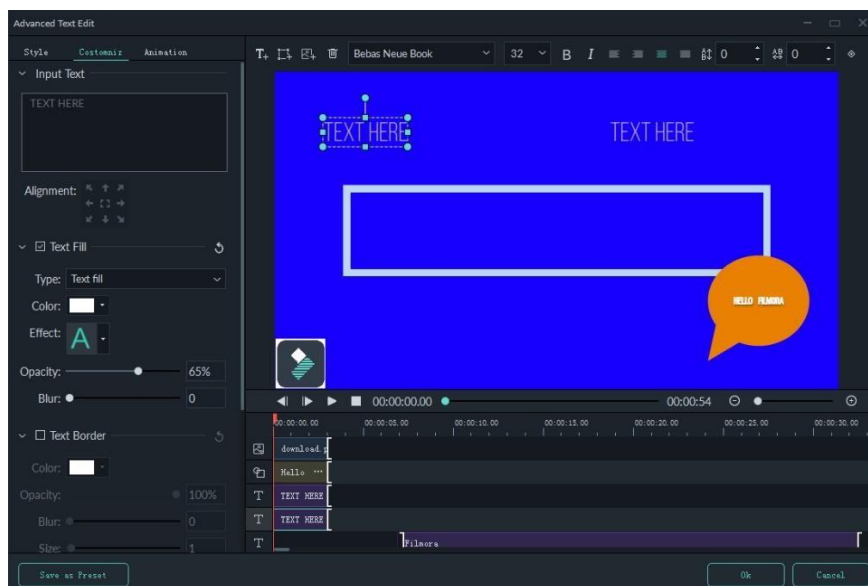 Advanced Text Edit
Style Costomniz Animation
Input Text
TEXT HERE
Alignment:
Text Fill
Type: Text fill
Color:
Effect: A
Opacity: 65%
Blur: 0
Text Border
Color:
Opacity: 100%
Blur: 0
Size: 1
Save as Preset
T+ Bebas Neue Book 32 B I 0 0
TEXT HERE TEXT HERE
HELLO FILMORA
00:00:00.00 00:00:54
00:00:00.00 00:00:05.00 00:00:10.00 00:00:15.00 00:00:20.00 00:00:25.00 00:00:30.00
download.p
Hello ...
T TEXT HERE
T TEXT HERE
T Filmora
Ok Cancel